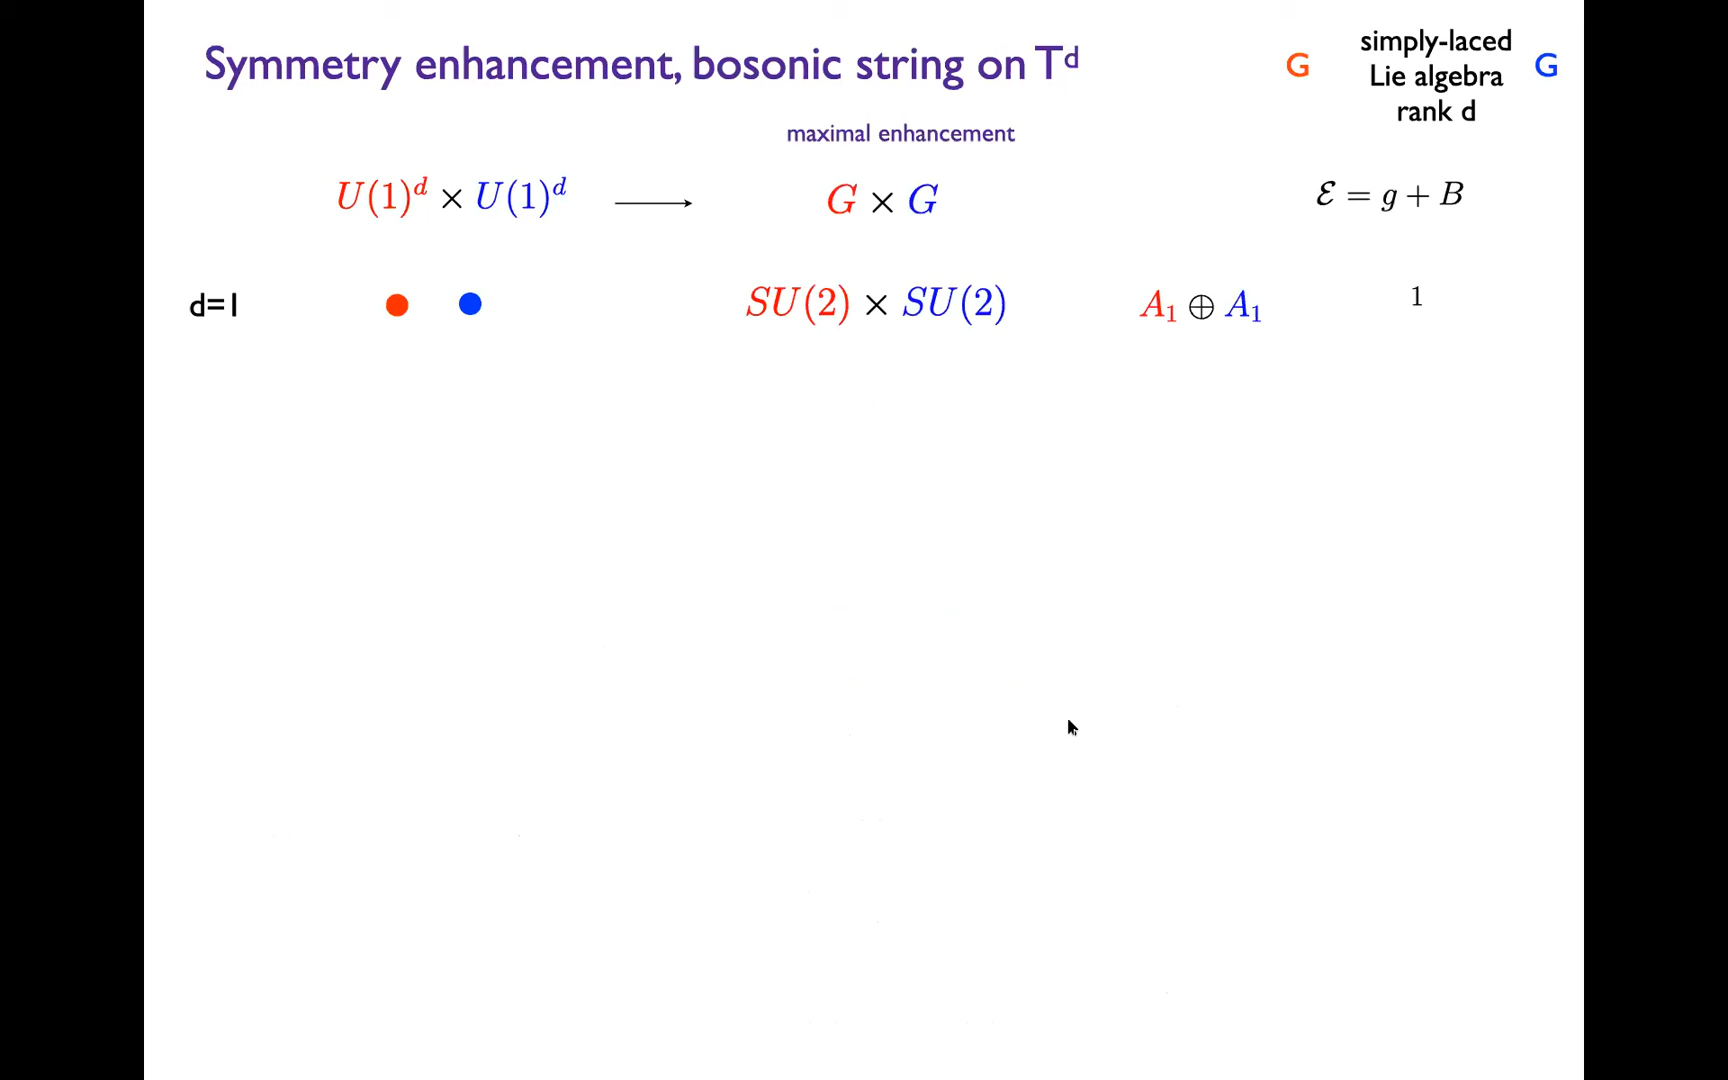 Symmetry enhancement, bosonic string on T^d
G simply-laced Lie algebra rank d G
maximal enhancement
U(1)^d × U(1)^d ⟶ G × G ℰ = g + B
d=1 SU(2) × SU(2) A_1 ⊕ A_1 1